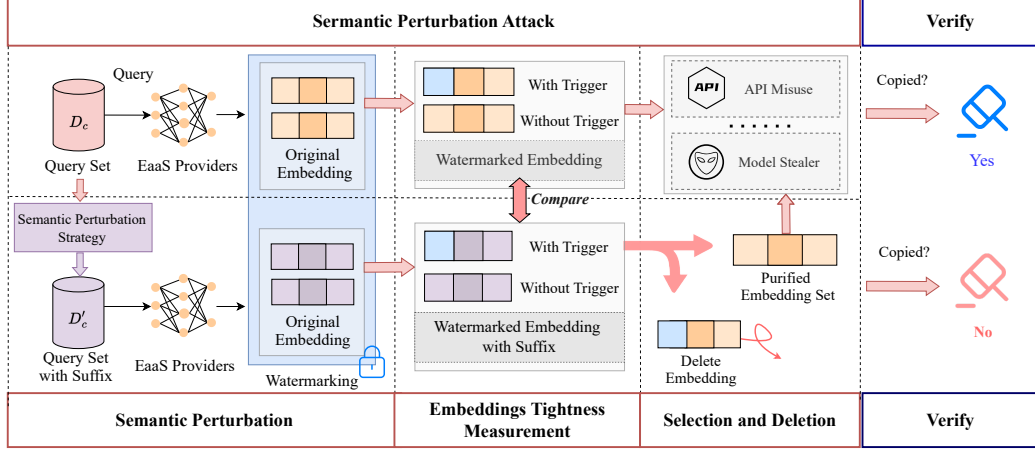 Sermantic Perturbation Attack
Verify
Query
D_c
Query Set
EaaS Providers
Original
Embedding
With Trigger
Without Trigger
Watermarked Embedding
API
API Misuse
......
Model Stealer
Copied?
Yes
Compare
Semantic Perturbation
Strategy
D'_c
Query Set
with Suffix
EaaS Providers
Original
Embedding
Watermarking
With Trigger
Without Trigger
Watermarked Embedding
with Suffix
Purified
Embedding Set
Delete
Embedding
Copied?
No
Semantic Perturbation
Embeddings Tightness
Measurement
Selection and Deletion
Verify